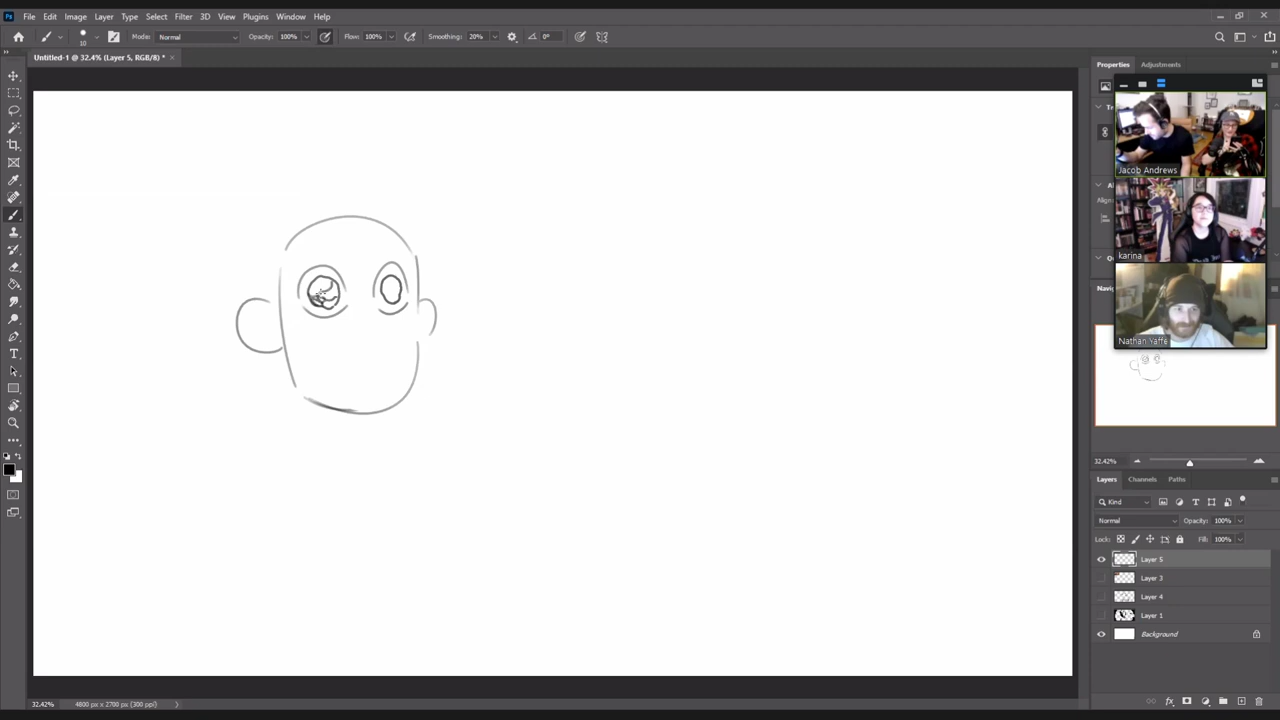 Ps File Edit Image Layer Type Select Filter 3D View Plugins Window Help
10 Mode: Normal Opacity: 100% Flow: 100% Smoothing: 20% 0°
Untitled-1 @ 32.4% (Layer 5, RGB/8) * ×
Properties Adjustments
Jacob Andrews
karina
Nathan Yaffe
32.42%
Layers Channels Paths
Kind
Normal Opacity: 100%
Lock: Fill: 100%
Layer 5
Layer 3
Layer 4
Layer 1
Background
32.42% 4800 px x 2700 px (300 ppi)